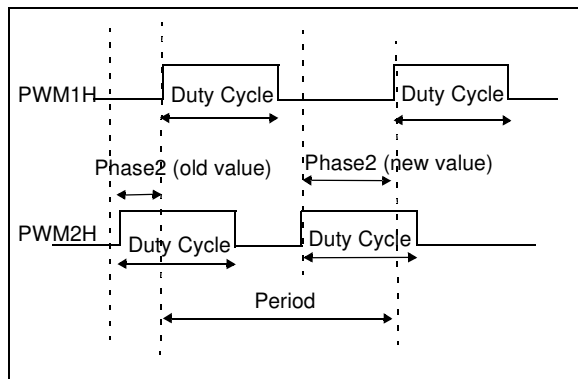 PWM1H
Duty Cycle
Duty Cycle
Phase2 (old value)
Phase2 (new value)
PWM2H
Duty Cycle
Duty Cycle
Period